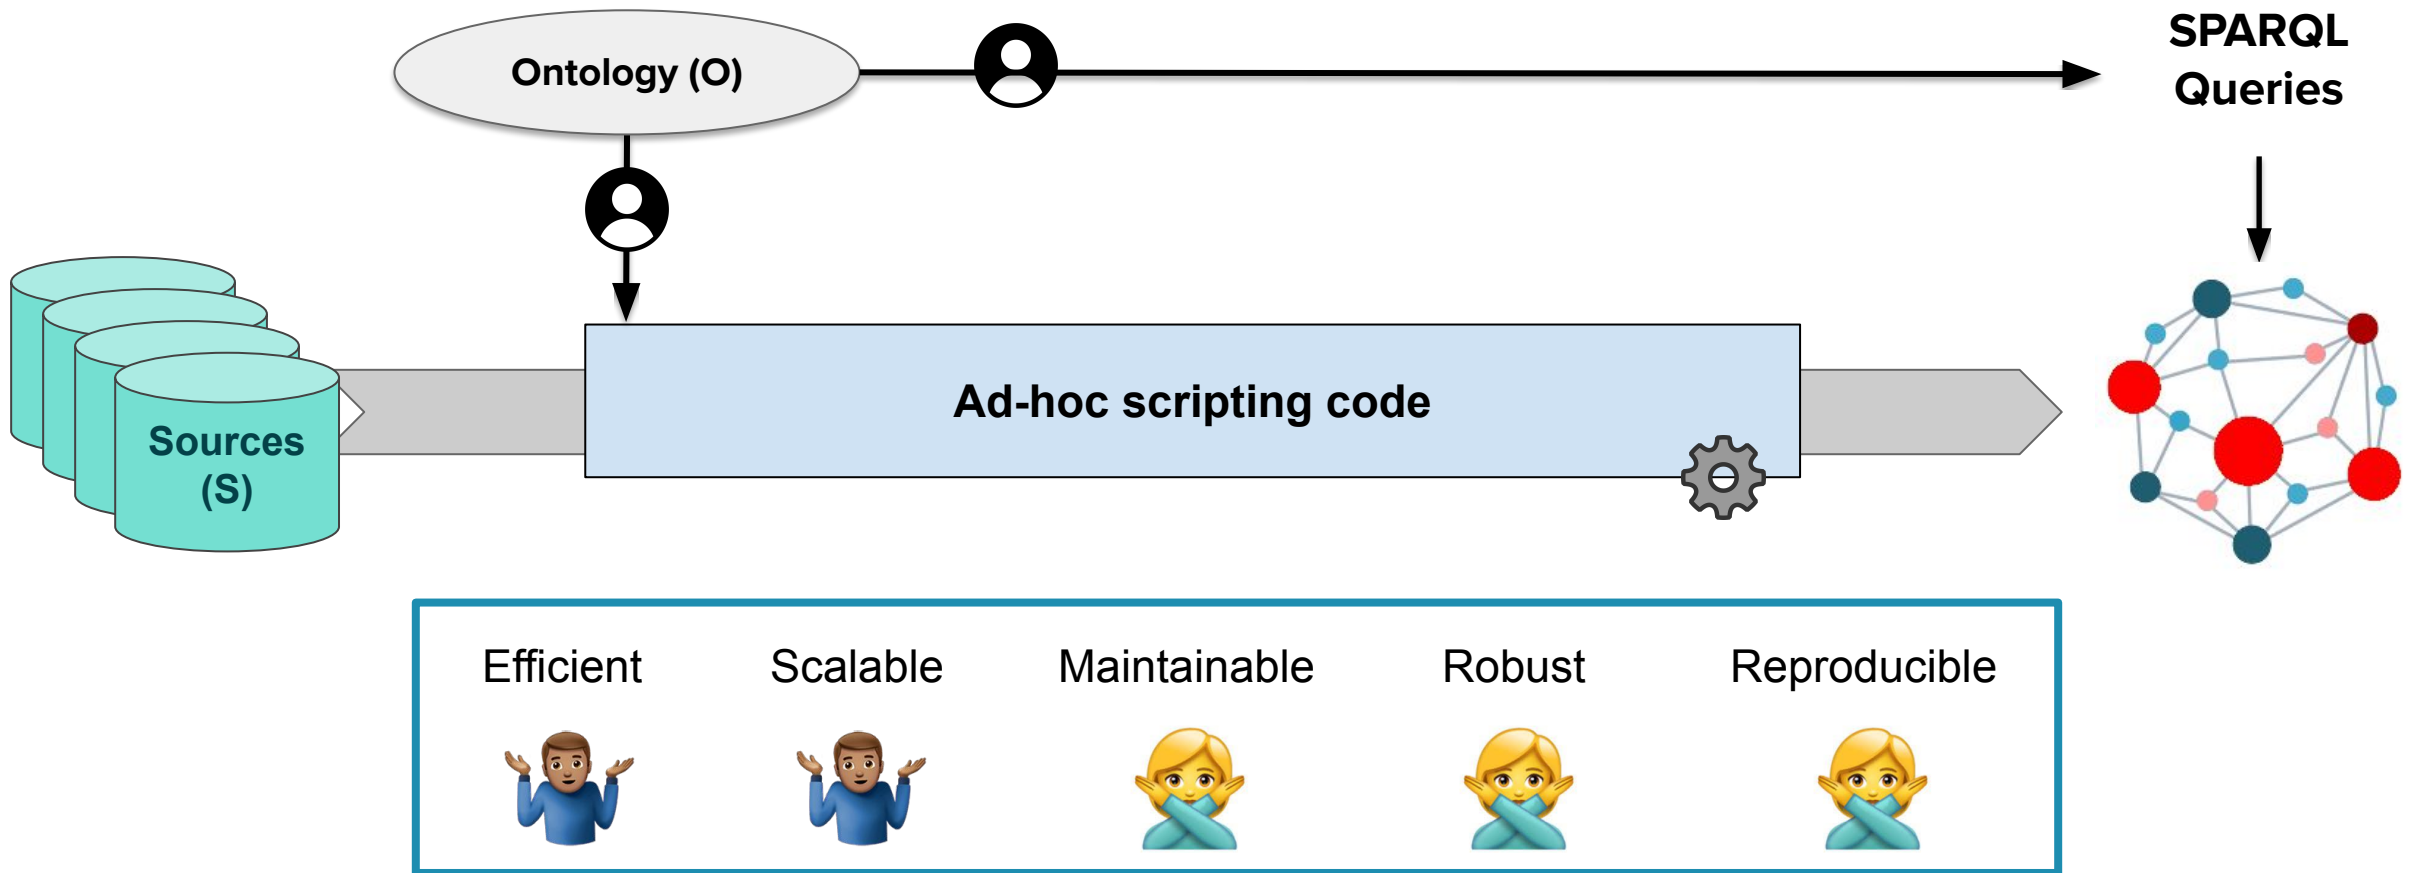 Ontology (O)
SPARQL
Queries
Sources
(S)
Ad-hoc scripting code
Efficient
Scalable
Maintainable
Robust
Reproducible